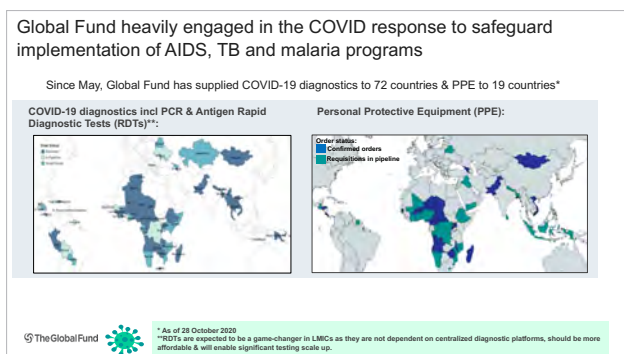 Global Fund heavily engaged in the COVID response to safeguard
implementation of AIDS, TB and malaria programs
Since May, Global Fund has supplied COVID-19 diagnostics to 72 countries & PPE to 19 countries*
COVID-19 diagnostics incl PCR & Antigen Rapid
Diagnostic Tests (RDTs)**:
Personal Protective Equipment (PPE):
Order status:
Confirmed orders
Requisitions in pipeline
The Global Fund
* As of 28 October 2020
**RDTs are expected to be a game-changer in LMICs as they are not dependent on centralized diagnostic platforms, should be more
affordable & will enable significant testing scale up.